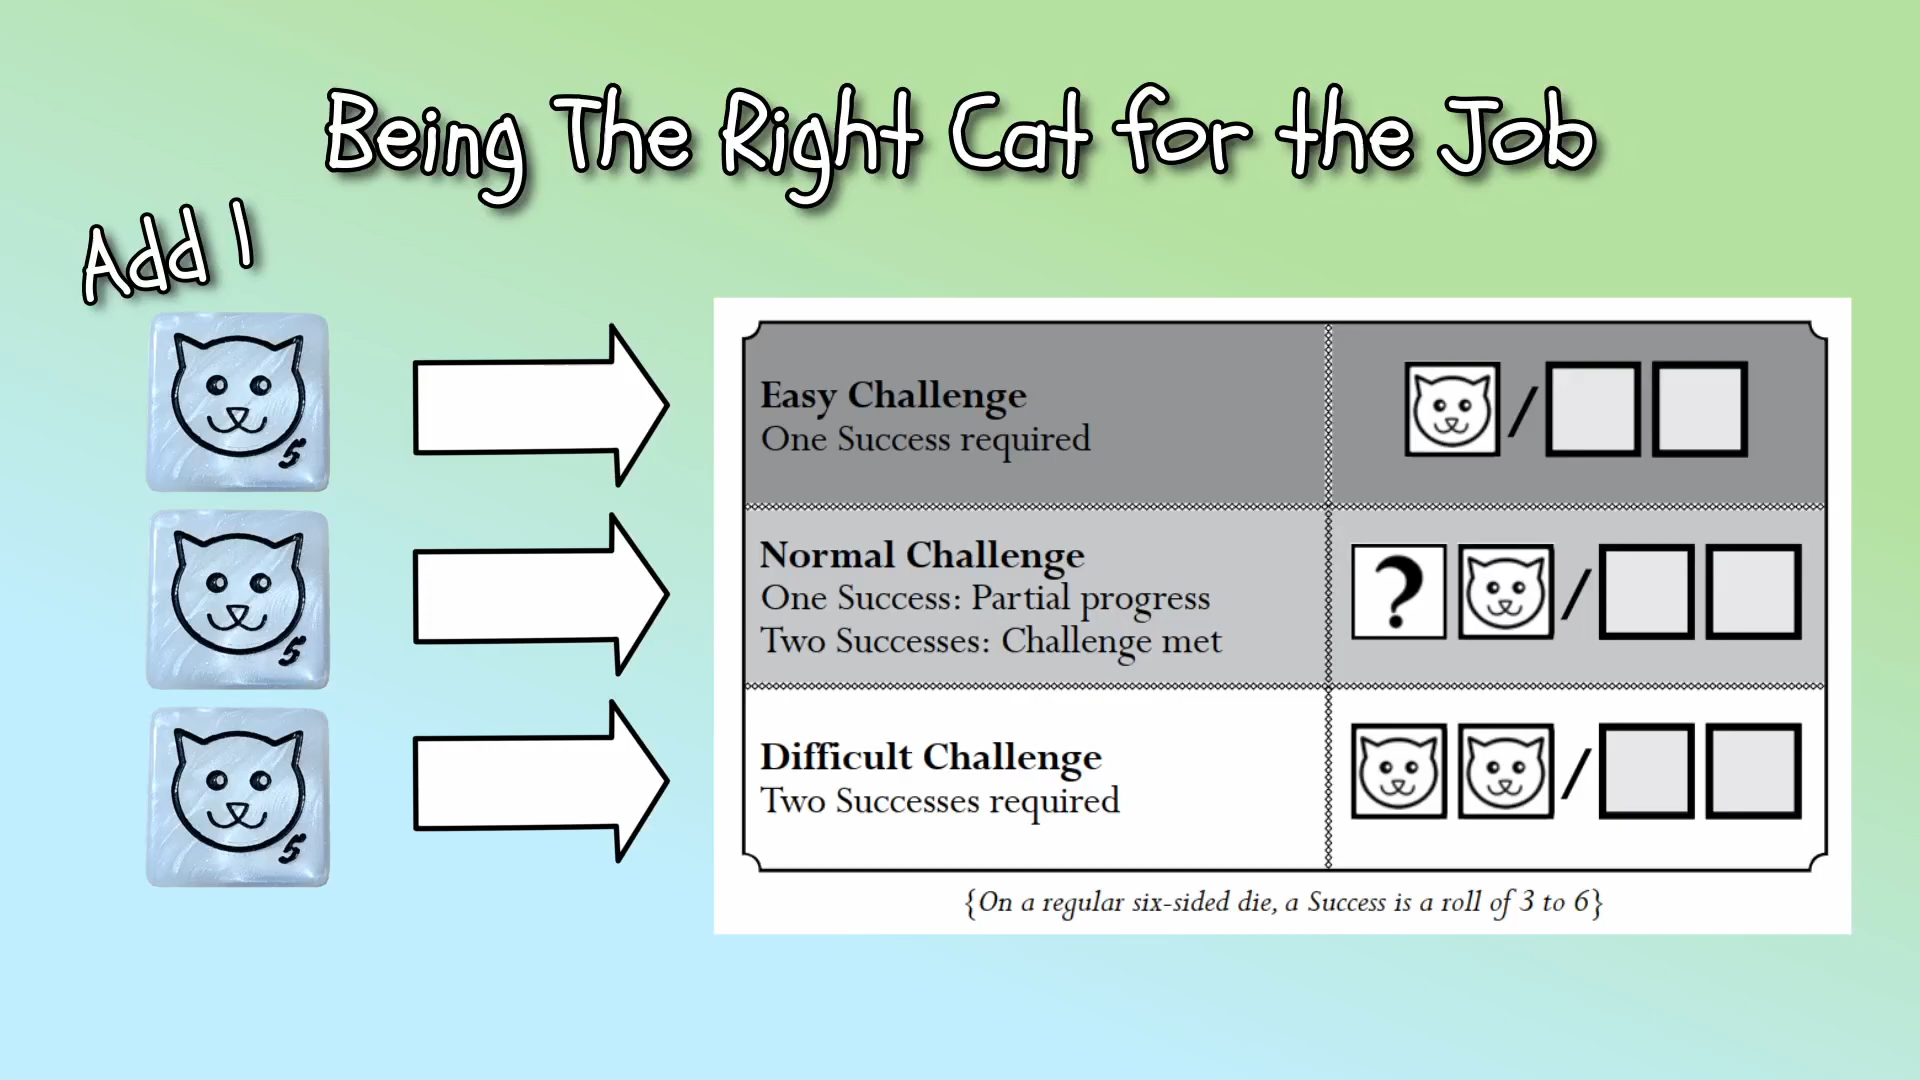 Being The Right Cat for the Job
Add 1
5
5
5
Easy Challenge
One Success required
/
Normal Challenge
One Success: Partial progress
Two Successes: Challenge met
? /
Difficult Challenge
Two Successes required
/
{On a regular six-sided die, a Success is a roll of 3 to 6}